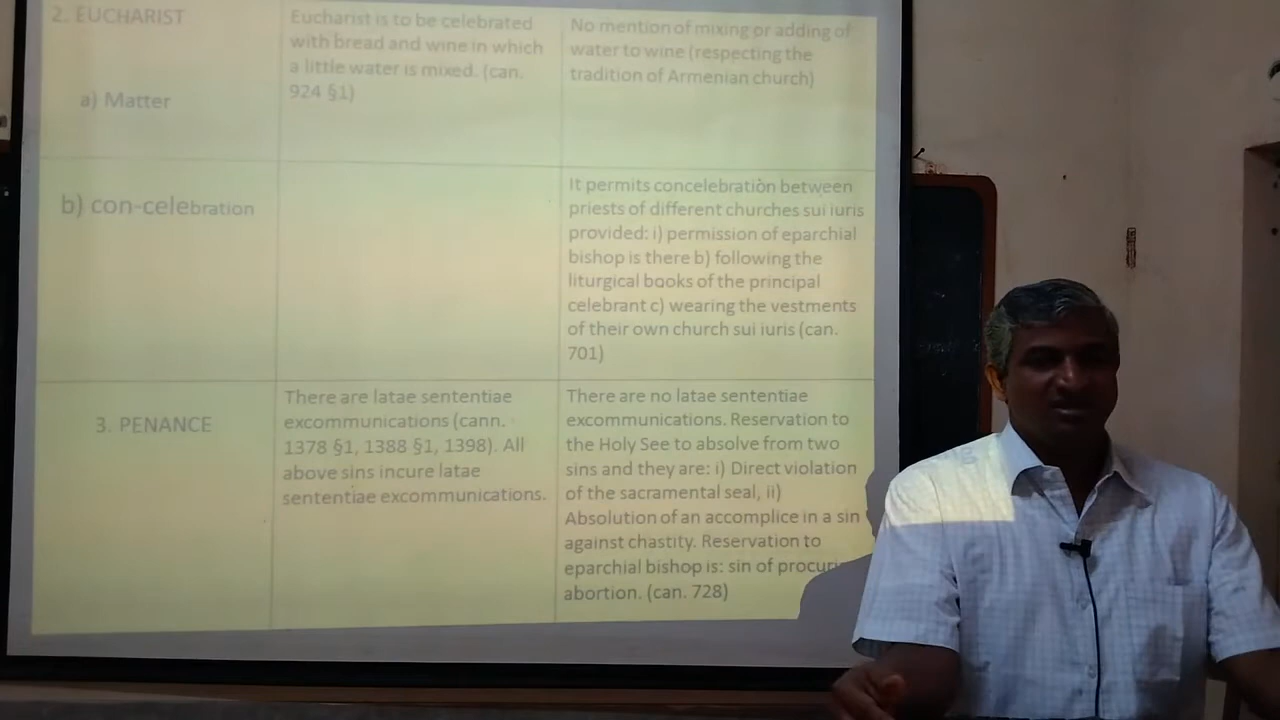 2. EUCHARIST
a) Matter
Eucharist is to be celebrated
with bread and wine in which
a little water is mixed. (can.
924 §1)
No mention of mixing or adding of
water to wine (respecting the
tradition of Armenian church)
b) con-celebration
It permits concelebration between
priests of different churches sui iuris
provided: i) permission of eparchial
bishop is there b) following the
liturgical books of the principal
celebrant c) wearing the vestments
of their own church sui iuris (can.
701)
3. PENANCE
There are latae sententiae
excommunications (cann.
1378 §1, 1388 §1, 1398). All
above sins incure latae
sententiae excommunications.
There are no latae sententiae
excommunications. Reservation to
the Holy See to absolve from two
sins and they are: i) Direct violation
of the sacramental seal, ii)
Absolution of an accomplice in a sin
against chastity. Reservation to
eparchial bishop is: sin of
abortion. (can. 728)